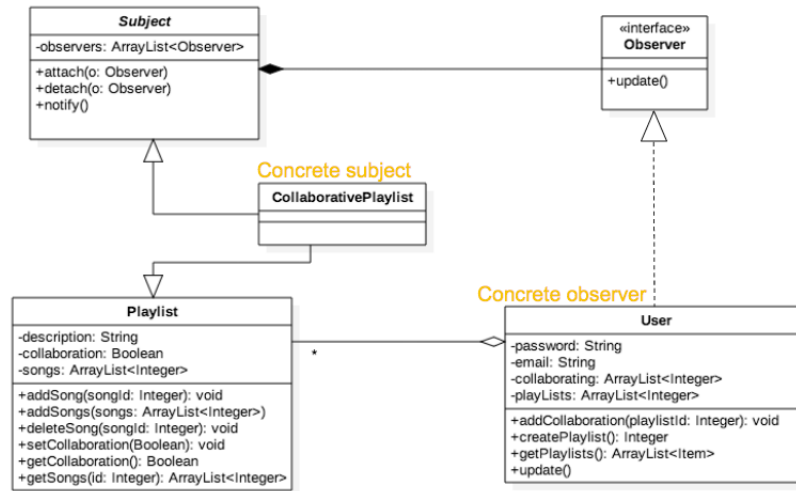 Subject
-observers: ArrayList<Observer>
+attach(o: Observer)
+detach(o: Observer)
+notify()
«interface»
Observer
+update()
Concrete subject
CollaborativePlaylist
Playlist
-description: String
-collaboration: Boolean
-songs: ArrayList<Integer>
+addSong(songId: Integer): void
+addSongs(songs: ArrayList<Integer>)
+deleteSong(songId: Integer): void
+setCollaboration(Boolean): void
+getCollaboration(): Boolean
+getSongs(id: Integer): ArrayList<Integer>
*
Concrete observer
User
-password: String
-email: String
-collaborating: ArrayList<Integer>
-playLists: ArrayList<Integer>
+addCollaboration(playlistId: Integer): void
+createPlaylist(): Integer
+getPlaylists(): ArrayList<Item>
+update()